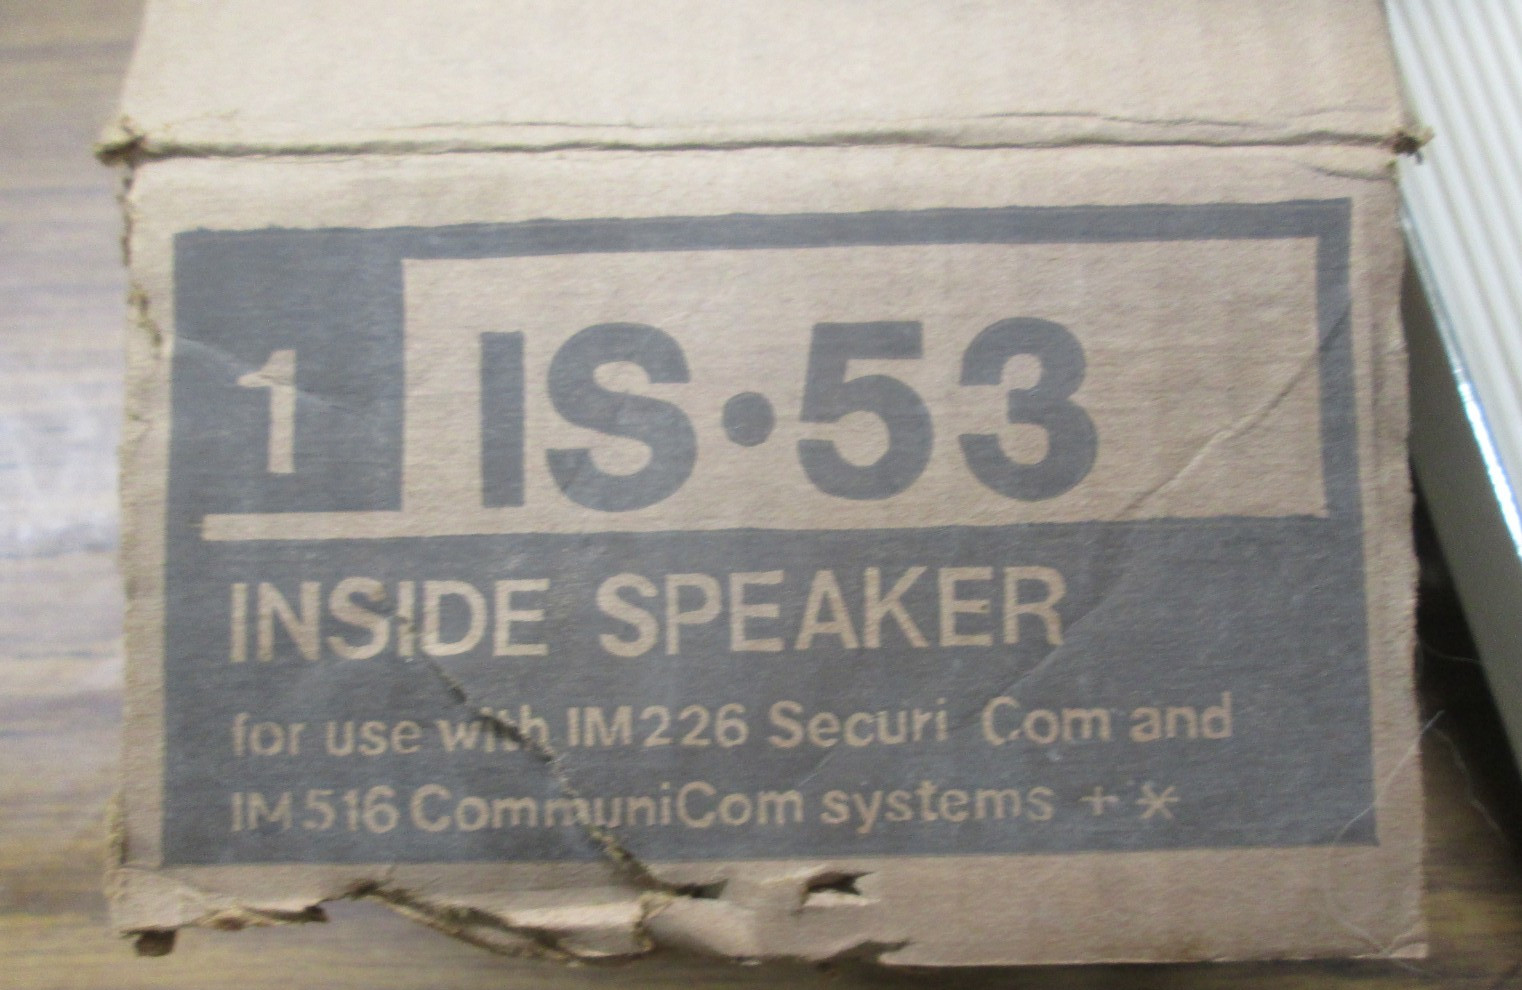 1 IS•53
INSIDE SPEAKER
for use with IM226 Securi Com and
IM516 CommuniCom systems + *